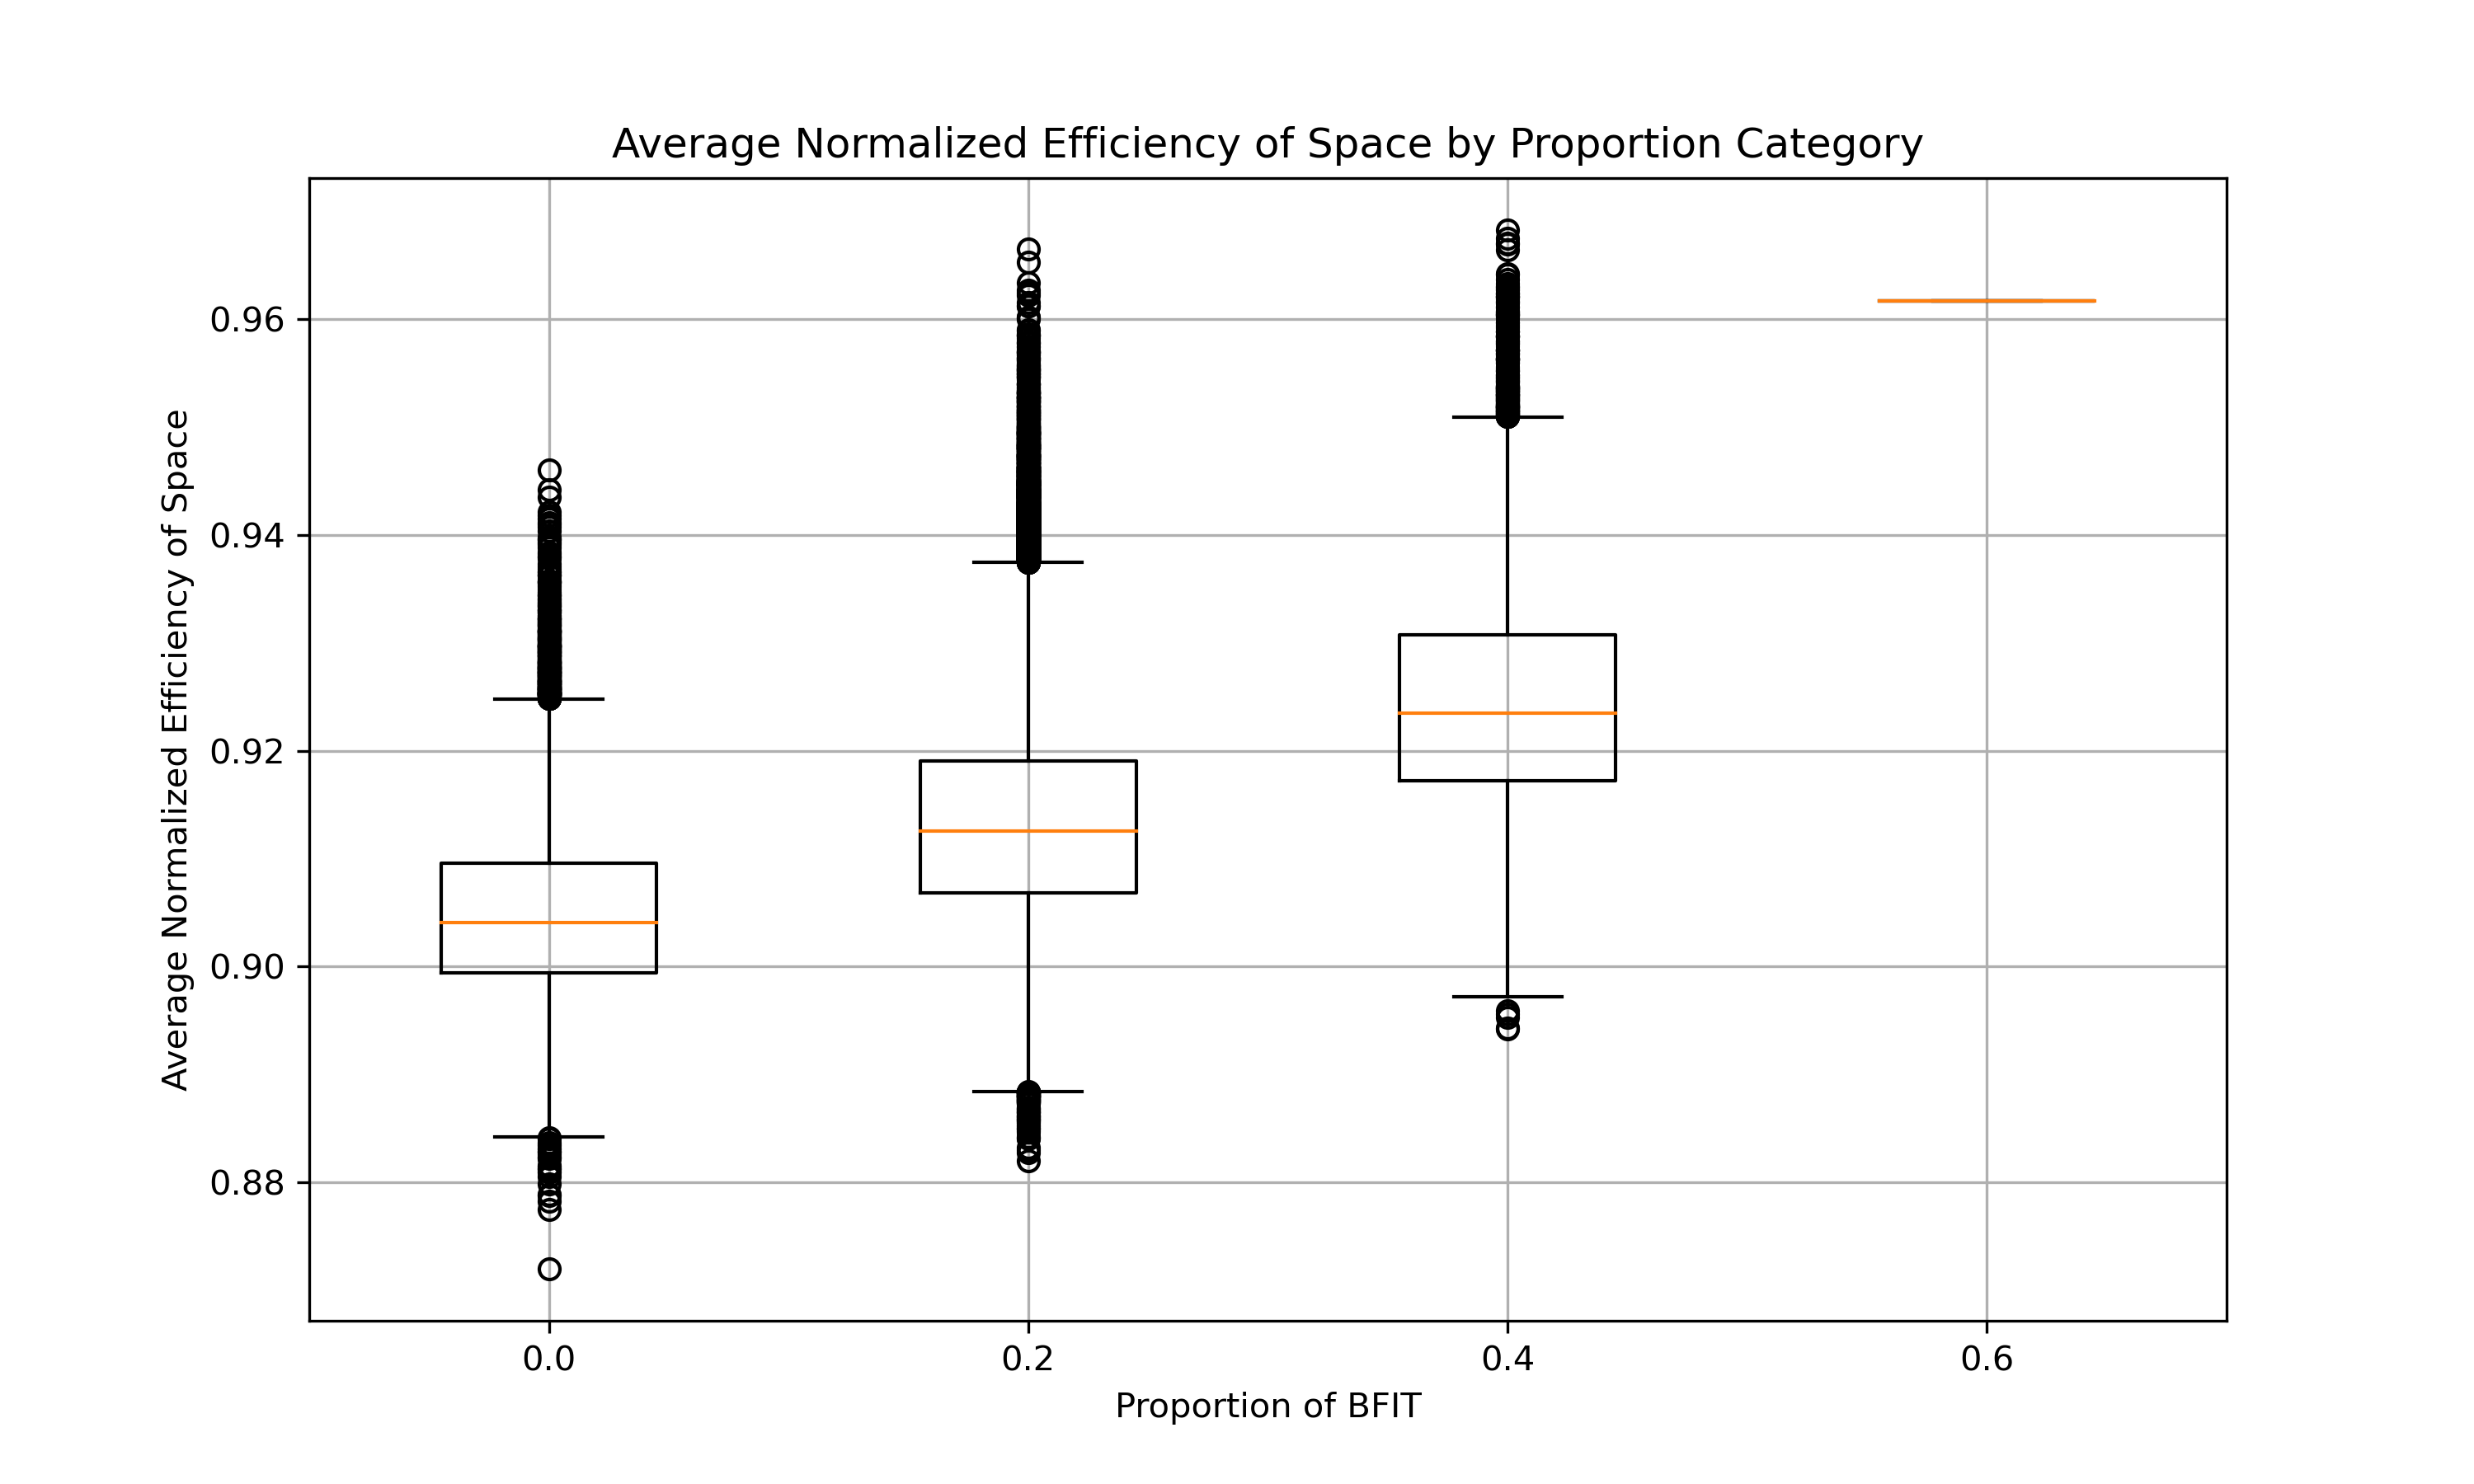 Average Normalized Efficiency of Space by Proportion Category
Average Normalized Efficiency of Space
0.96
0.94
0.92
0.90
0.88
0.0 0.2 0.4 0.6
Proportion of BFIT